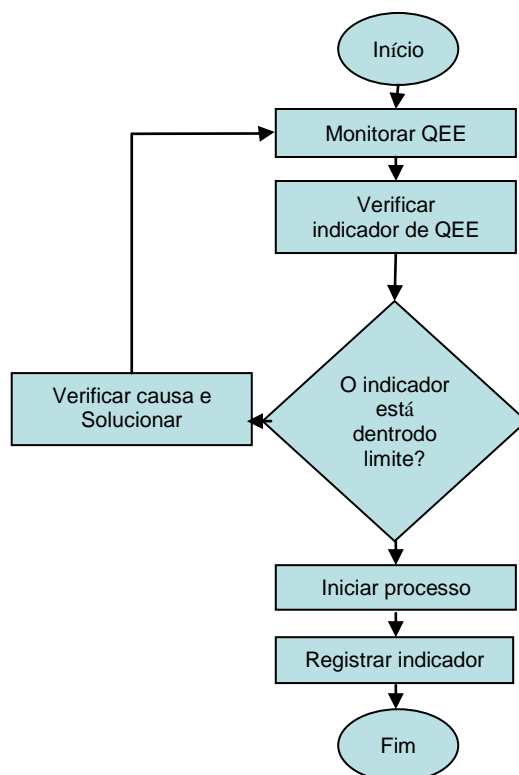 Início
Monitorar QEE
Verificar
indicador de QEE
O indicador
está
dentrodo
limite?
Verificar causa e
Solucionar
Iniciar processo
Registrar indicador
Fim